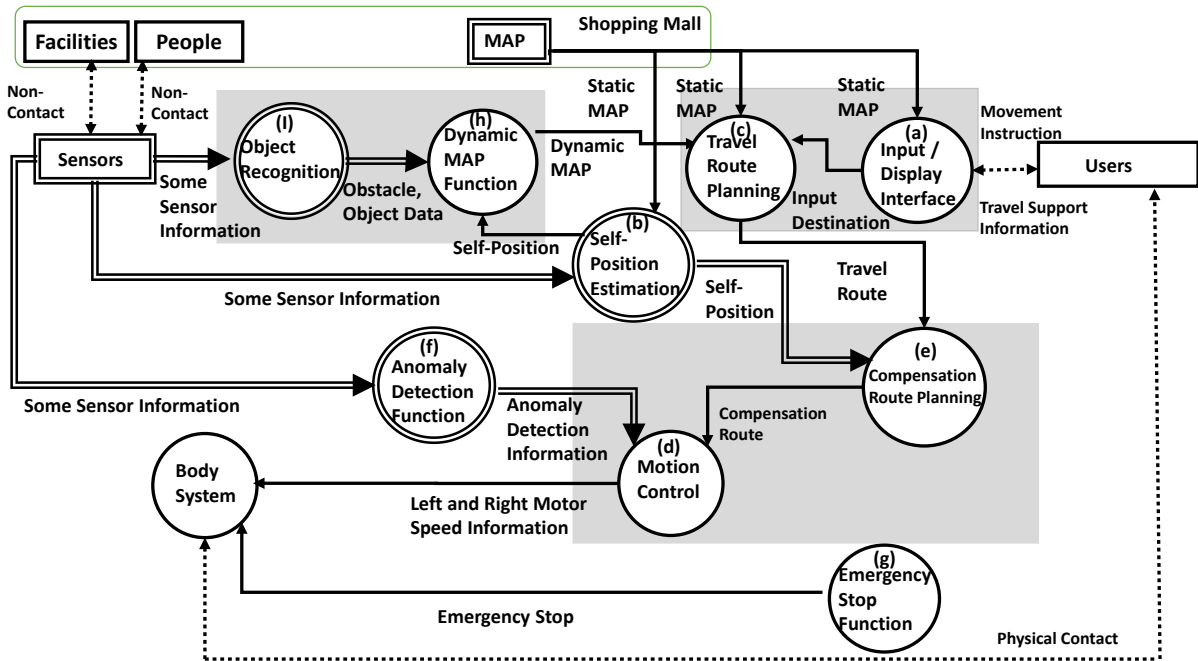 Shopping Mall
Facilities
People
MAP
Non-
Contact
Non-
Contact
Static
MAP
Static
MAP
Static
MAP
Movement
Instruction
Sensors
(I)
Object
Recognition
(h)
Dynamic
MAP
Function
Dynamic
MAP
(c)
Travel
Route
Planning
(a)
Input /
Display
Interface
Users
Some
Sensor
Information
Obstacle,
Object Data
Input
Destination
Travel Support
Information
Self-Position
(b)
Self-
Position
Estimation
Some Sensor Information
Self-
Position
Travel
Route
(f)
Anomaly
Detection
Function
(e)
Compensation
Route Planning
Some Sensor Information
Anomaly
Detection
Information
Compensation
Route
(d)
Motion
Control
Body
System
Left and Right Motor
Speed Information
(g)
Emergency
Stop
Function
Emergency Stop
Physical Contact